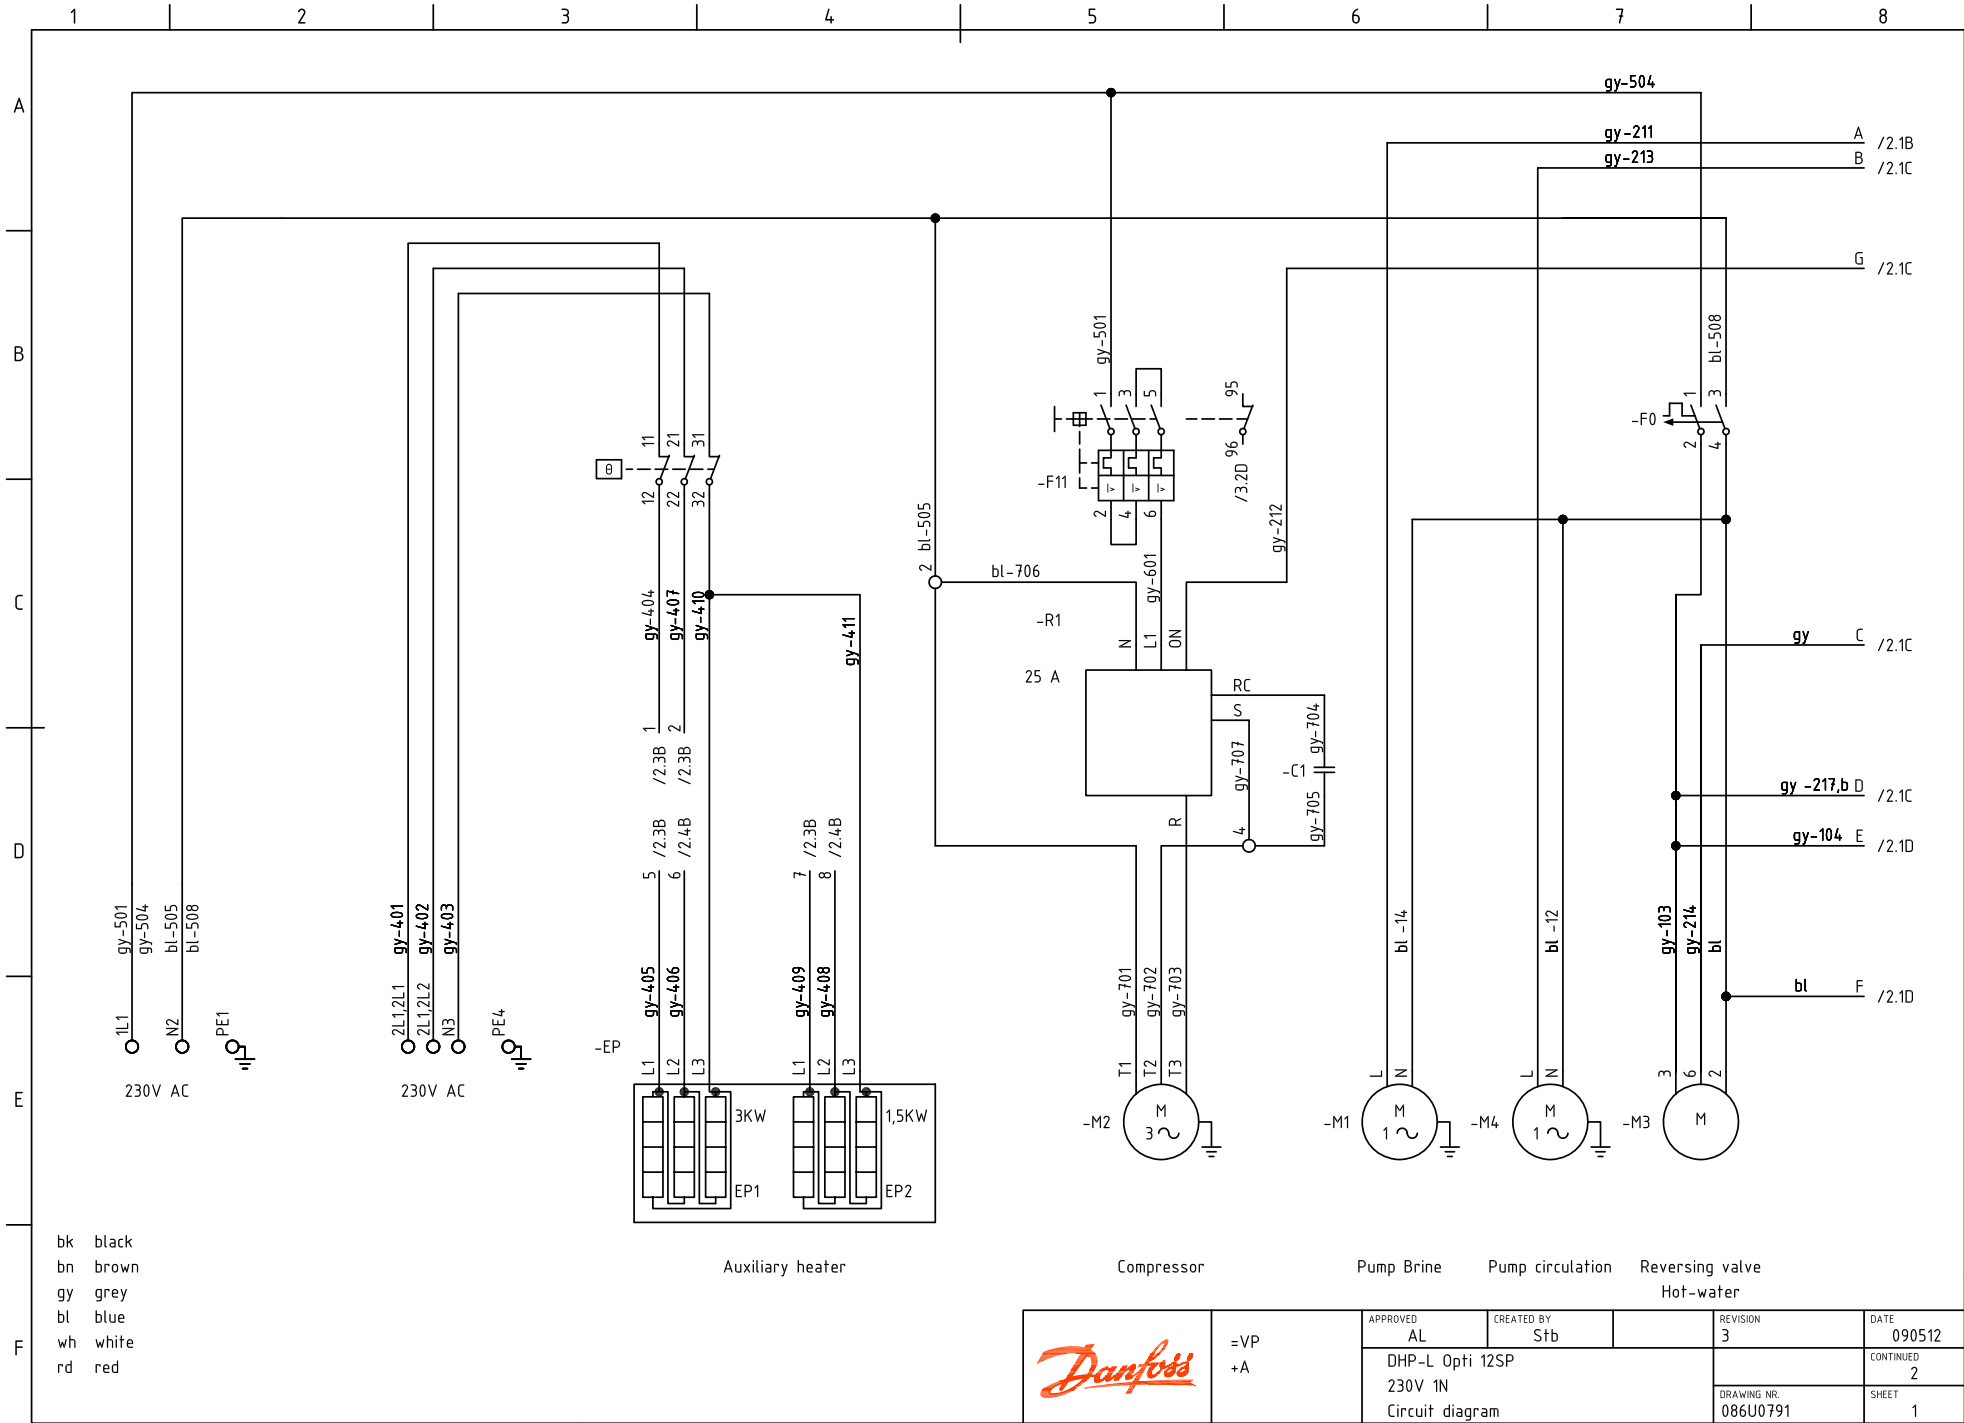 1 2 3 4 5 6 7 8
A
B
C
D
E
F
gy-504
gy-211
A /2.1B
gy-213
B /2.1C
G /2.1C
gy-501
bl-508
1 3 5
95
96
/3.2D
-F11
2 4 6
-F0
1 3
2 4
11 21 31
θ
12 22 32
I> I> I>
2 bl-505
bl-706
gy-601
gy-212
gy-404
gy-407
gy-410
gy-411
-R1
25 A
N L1 ON
RC
S
gy-704
gy-707
-C1
gy-705
R
4
gy C /2.1C
gy -217,b D /2.1C
gy-104 E /2.1D
1 2
/2.3B /2.3B
/2.3B /2.4B
5 6
/2.3B /2.4B
7 8
gy-501
gy-504
bl-505
bl-508
gy-401
gy-402
gy-403
gy-405
gy-406
gy-409
gy-408
gy-701
gy-702
gy-703
bl -14
bl -12
gy-103
gy-214
bl
bl F /2.1D
1L1 N2 PE1
230V AC
2L1,2L1 2L1,2L2 N3 PE4
230V AC
-EP
L1 L2 L3
3KW
EP1
L1 L2 L3
1,5KW
EP2
T1 T2 T3
-M2
M
3
L N
-M1
M
1
L N
-M4
M
1
3 6 2
-M3
M
Auxiliary heater
Compressor
Pump Brine
Pump circulation
Reversing valve
Hot-water
bk black
bn brown
gy grey
bl blue
wh white
rd red
Danfoss
=VP
+A
APPROVED
AL
CREATED BY
Stb
REVISION
3
DATE
090512
DHP-L Opti 12SP
230V 1N
Circuit diagram
CONTINUED
2
DRAWING NR.
086U0791
SHEET
1